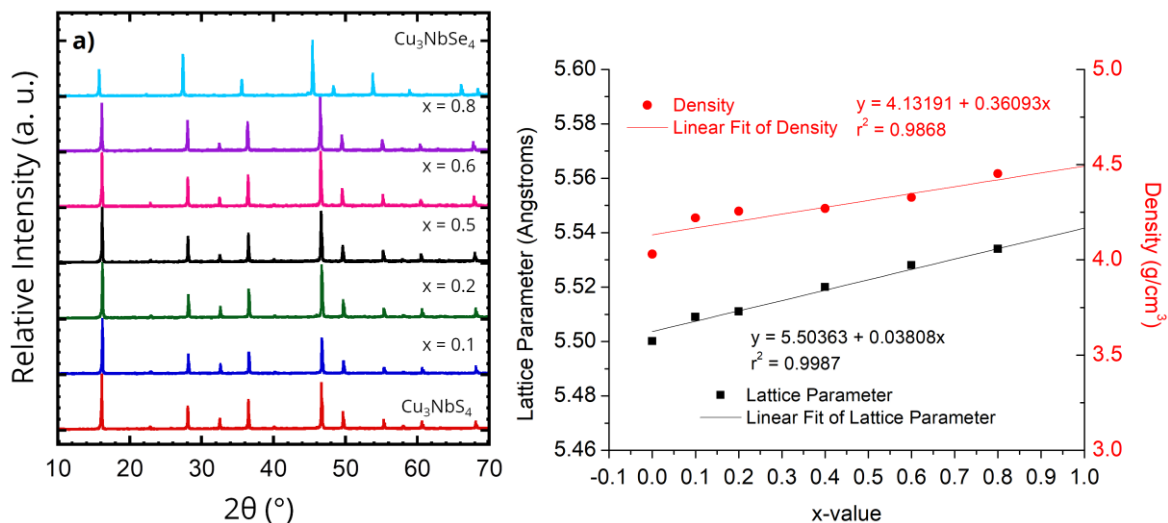 a)
Cu₃NbSe₄
x = 0.8
x = 0.6
x = 0.5
x = 0.2
x = 0.1
Cu₃NbS₄
Relative Intensity (a. u.)
10 20 30 40 50 60 70
2θ (°)
5.60
5.58
5.56
5.54
5.52
5.50
5.48
5.46
Lattice Parameter (Angstroms)
Density
Linear Fit of Density
y = 4.13191 + 0.36093x
r² = 0.9868
y = 5.50363 + 0.03808x
r² = 0.9987
Lattice Parameter
Linear Fit of Lattice Parameter
5.0
4.5
4.0
3.5
3.0
Density (g/cm³)
-0.1 0.0 0.1 0.2 0.3 0.4 0.5 0.6 0.7 0.8 0.9 1.0
x-value